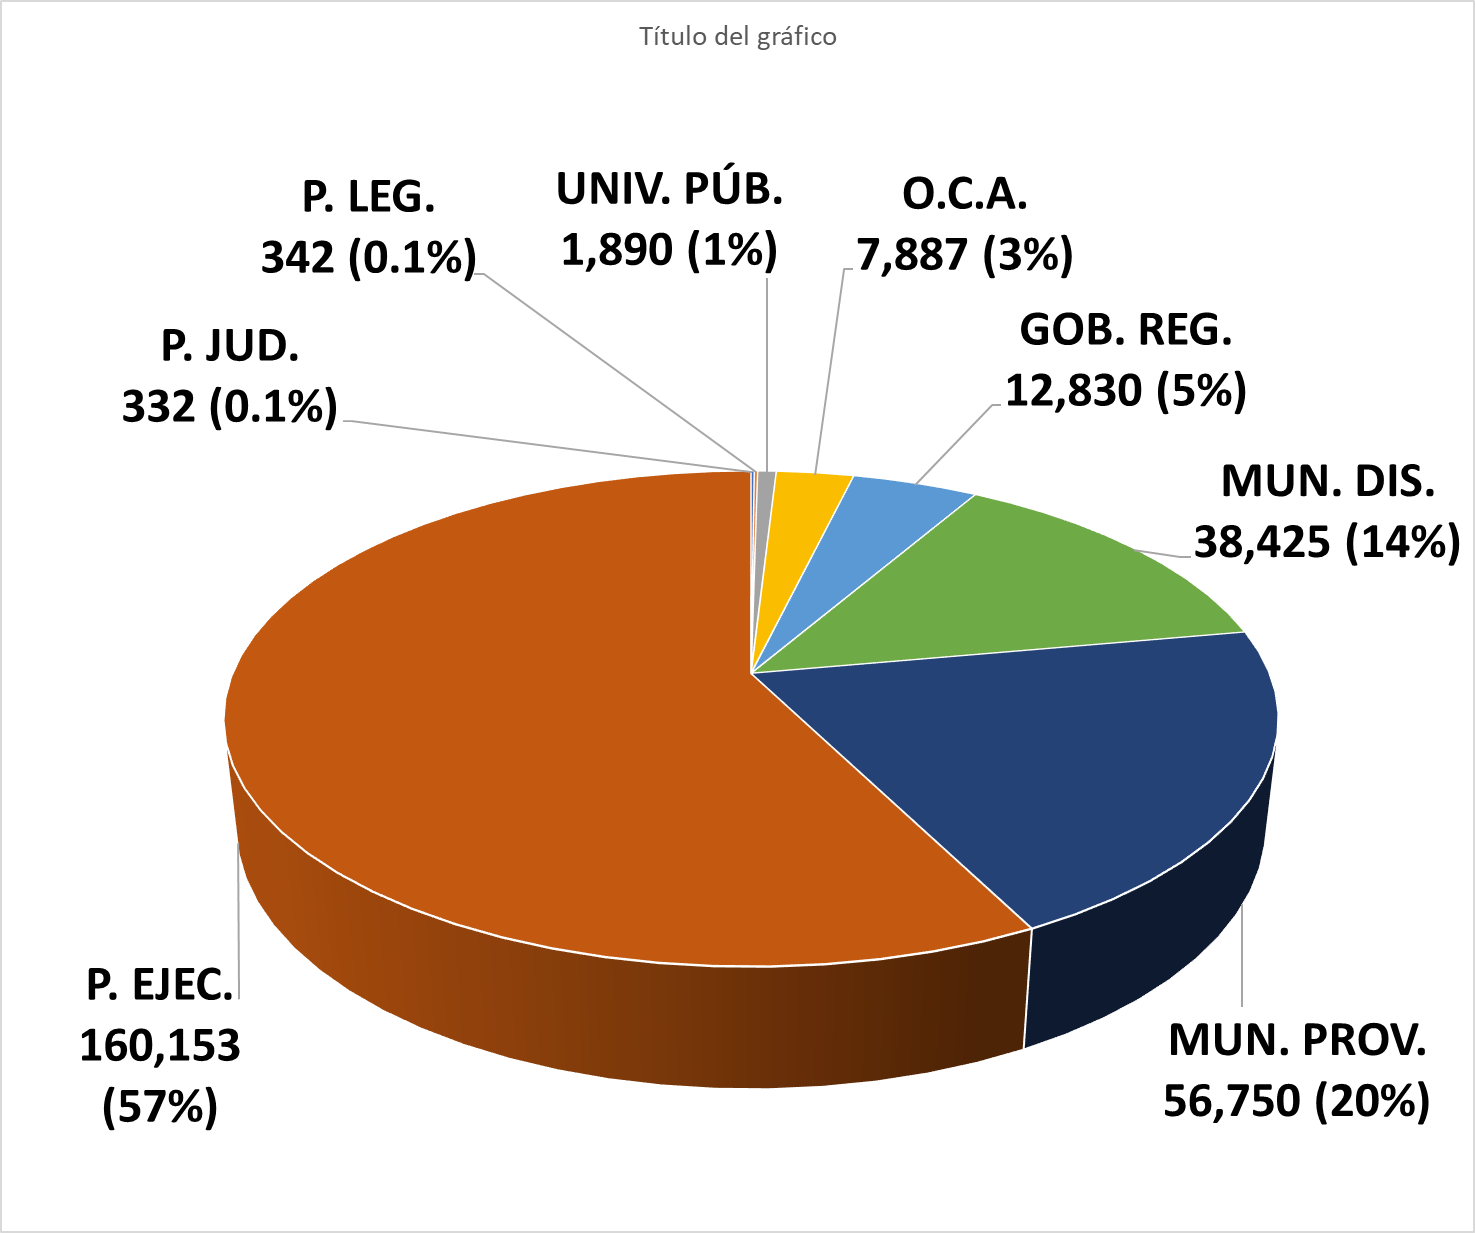 Título del gráfico
P. LEG.
342 (0.1%)
UNIV. PÚB.
1,890 (1%)
O.C.A.
7,887 (3%)
P. JUD.
332 (0.1%)
GOB. REG.
12,830 (5%)
MUN. DIS.
38,425 (14%)
P. EJEC.
160,153
(57%)
MUN. PROV.
56,750 (20%)